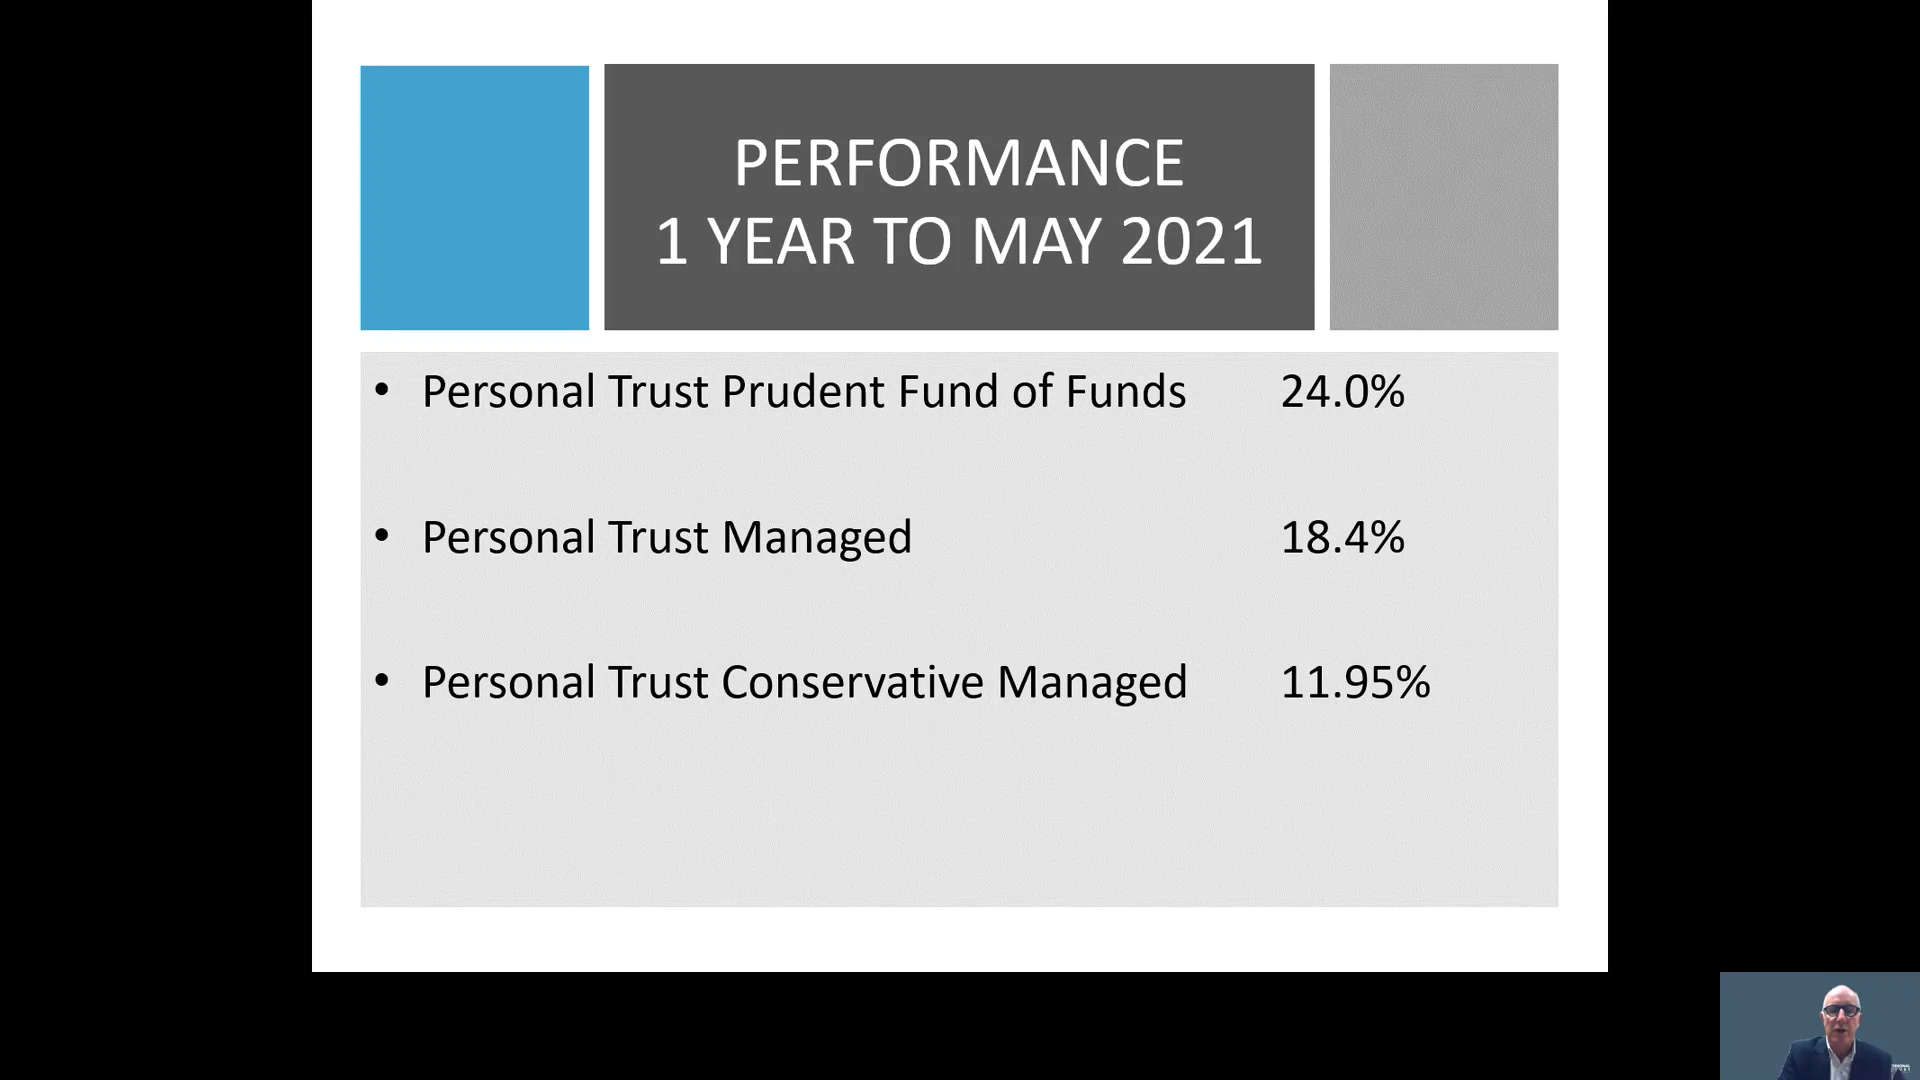 PERFORMANCE
1 YEAR TO MAY 2021
• Personal Trust Prudent Fund of Funds 24.0%
• Personal Trust Managed 18.4%
• Personal Trust Conservative Managed 11.95%